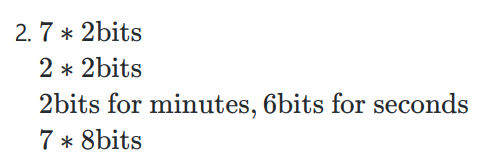 2. 7 ∗ 2bits
2 ∗ 2bits
2bits for minutes, 6bits for seconds
7 ∗ 8bits